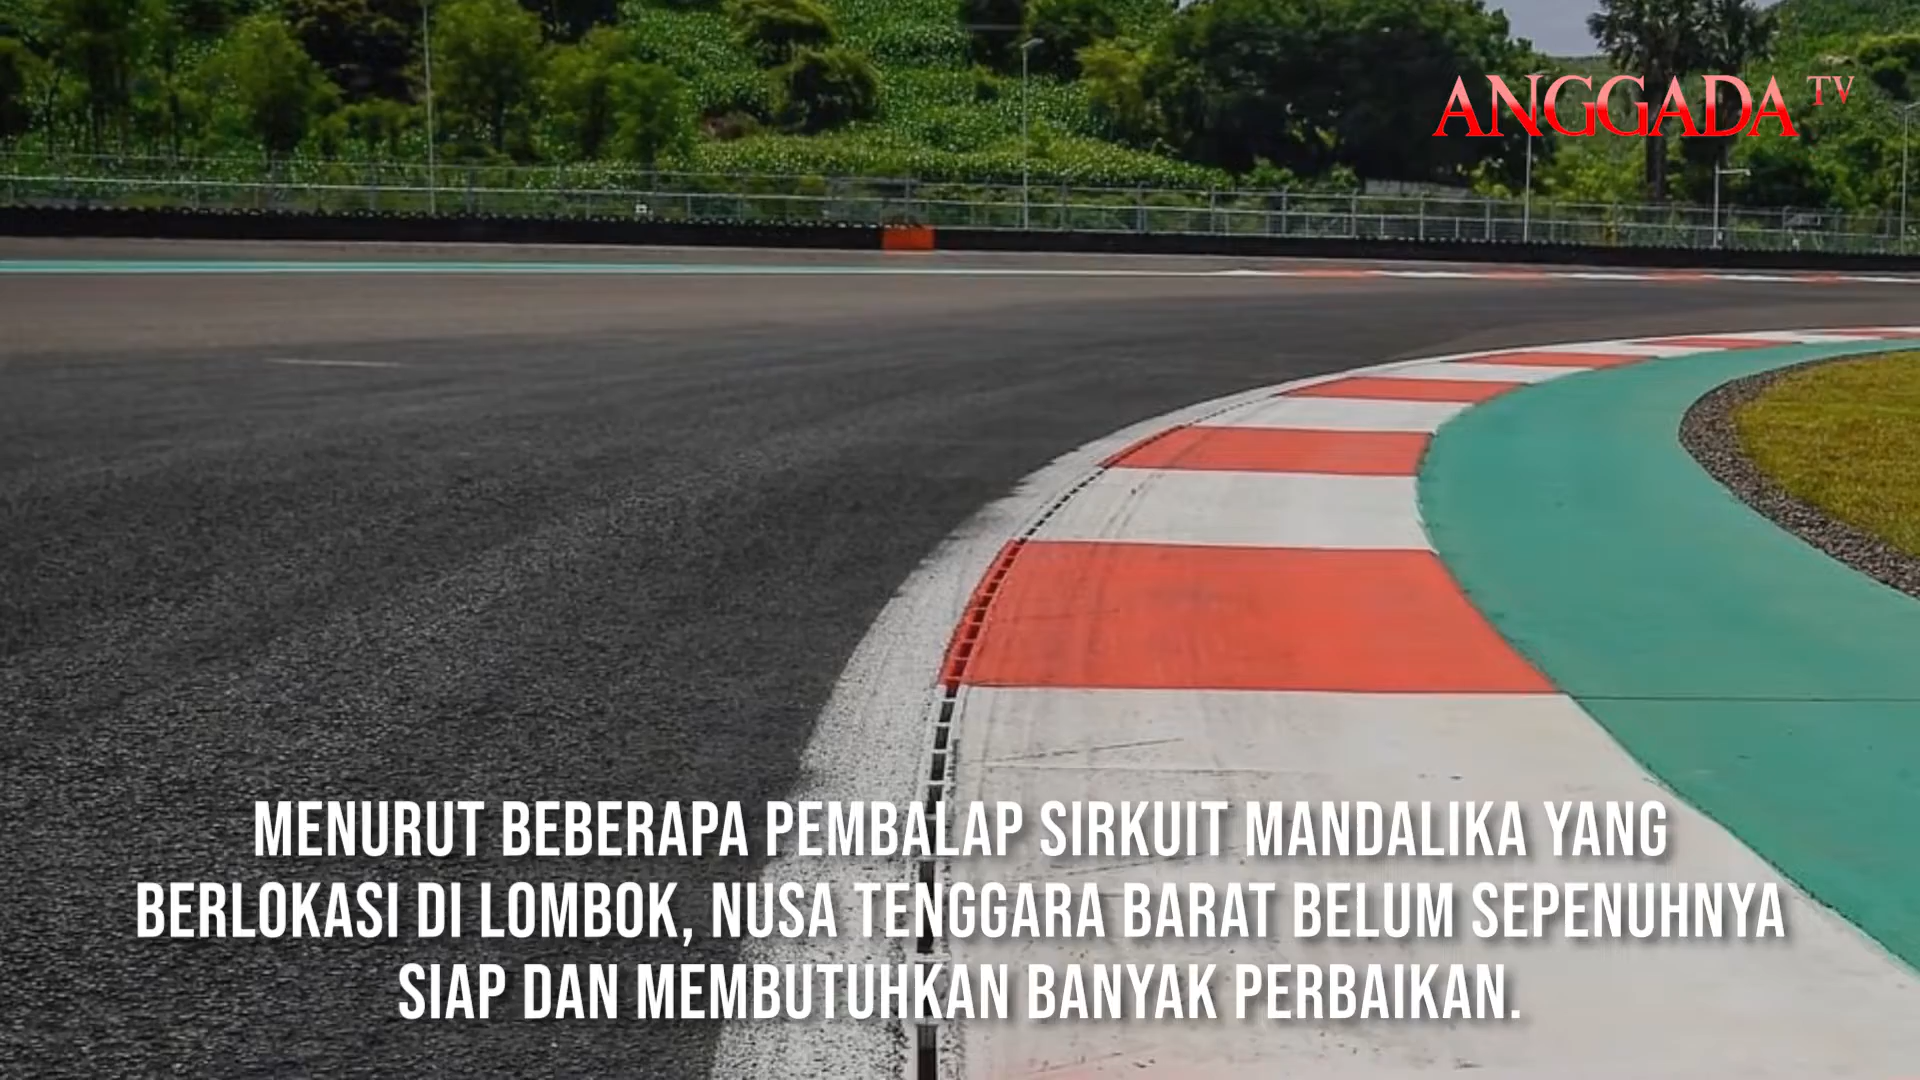 ANGGADA TV
MENURUT BEBERAPA PEMBALAP SIRKUIT MANDALIKA YANG
BERLOKASI DI LOMBOK, NUSA TENGGARA BARAT BELUM SEPENUHNYA
SIAP DAN MEMBUTUHKAN BANYAK PERBAIKAN.